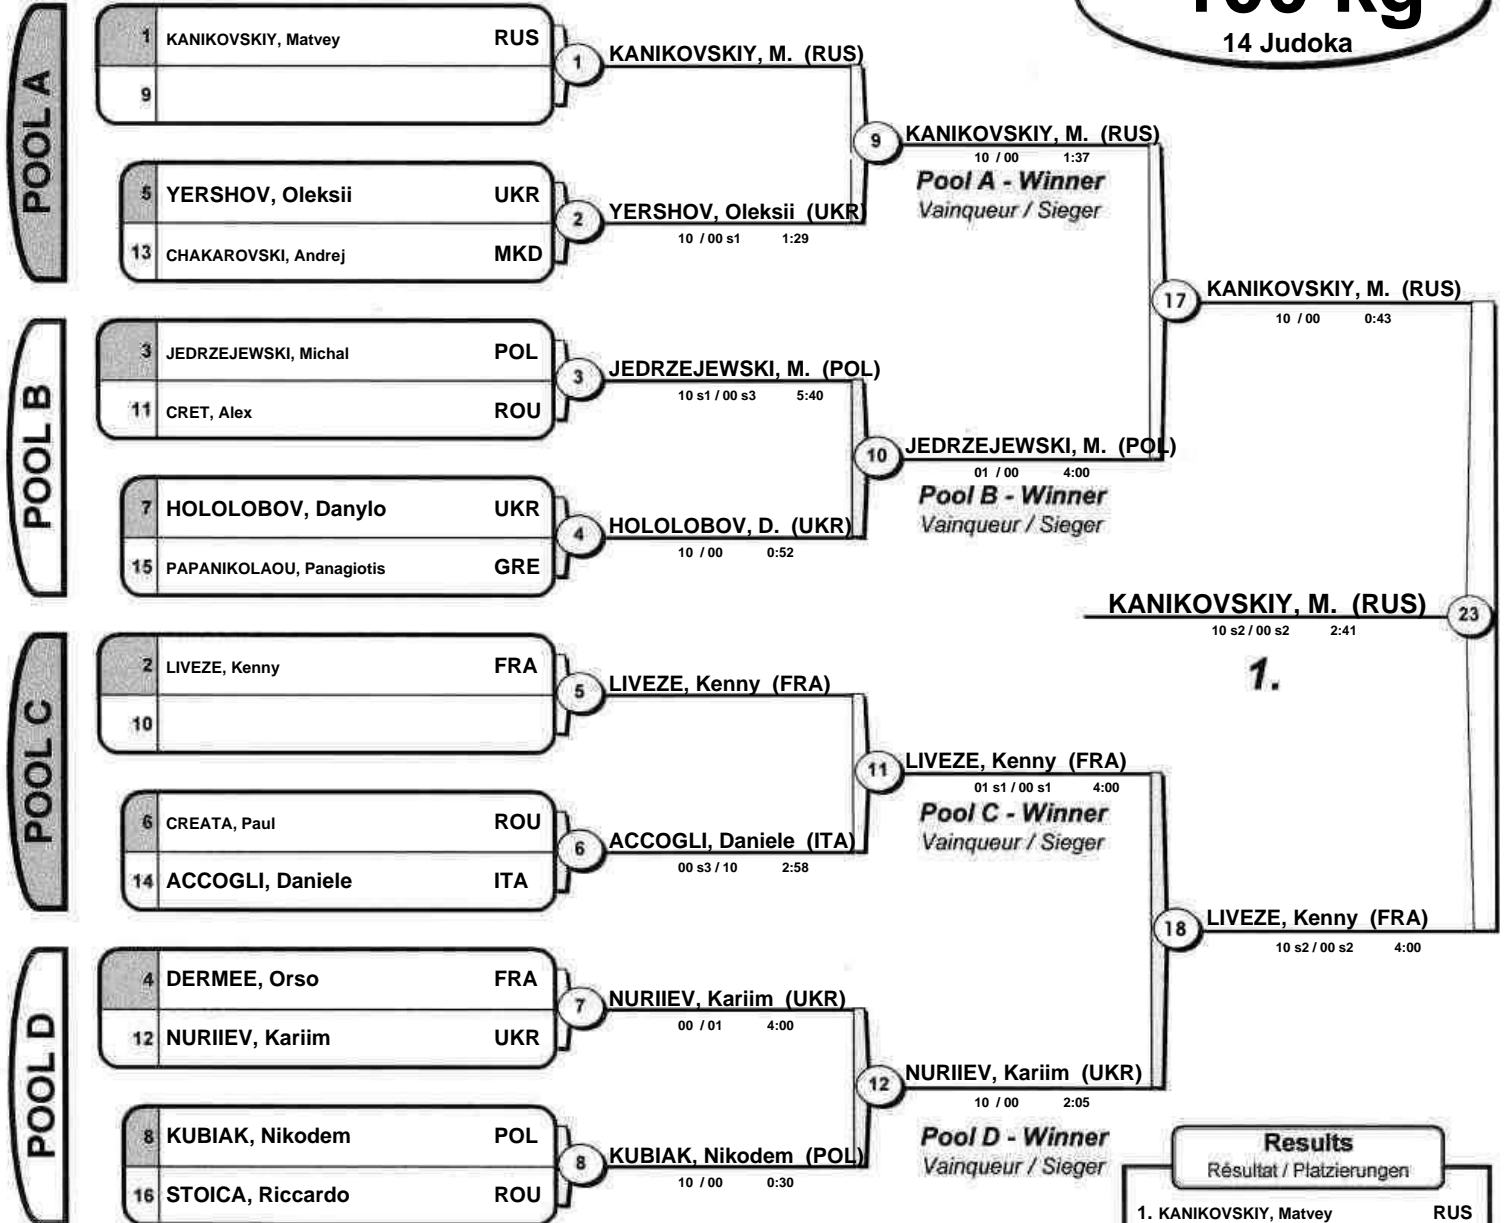 100 kg
14 Judoka
POOL A
1 KANIKOVSKIY, Matvey RUS
9
1
KANIKOVSKIY, M. (RUS)
5 YERSHOV, Oleksii UKR
13 CHAKAROVSKI, Andrej MKD
2
YERSHOV, Oleksii (UKR)
10 / 00 s1 1:29
9
KANIKOVSKIY, M. (RUS)
10 / 00 1:37
Pool A - Winner
Vainqueur / Sieger
POOL B
3 JEDRZEJEWSKI, Michal POL
11 CRET, Alex ROU
3
JEDRZEJEWSKI, M. (POL)
10 s1 / 00 s3 5:40
7 HOLOLOBOV, Danylo UKR
15 PAPANIKOLAOU, Panagiotis GRE
4
HOLOLOBOV, D. (UKR)
10 / 00 0:52
10
JEDRZEJEWSKI, M. (POL)
01 / 00 4:00
Pool B - Winner
Vainqueur / Sieger
17
KANIKOVSKIY, M. (RUS)
10 / 00 0:43
KANIKOVSKIY, M. (RUS)
23
10 s2 / 00 s2 2:41
1.
POOL C
2 LIVEZE, Kenny FRA
10
5
LIVEZE, Kenny (FRA)
6 CREATA, Paul ROU
14 ACCOGLI, Daniele ITA
6
ACCOGLI, Daniele (ITA)
00 s3 / 10 2:58
11
LIVEZE, Kenny (FRA)
01 s1 / 00 s1 4:00
Pool C - Winner
Vainqueur / Sieger
18
LIVEZE, Kenny (FRA)
10 s2 / 00 s2 4:00
POOL D
4 DERMEE, Orso FRA
12 NURIIEV, Kariim UKR
7
NURIIEV, Kariim (UKR)
00 / 01 4:00
8 KUBIAK, Nikodem POL
16 STOICA, Riccardo ROU
8
KUBIAK, Nikodem (POL)
10 / 00 0:30
12
NURIIEV, Kariim (UKR)
10 / 00 2:05
Pool D - Winner
Vainqueur / Sieger
Results
Résultat / Platzierungen
1. KANIKOVSKIY, Matvey RUS